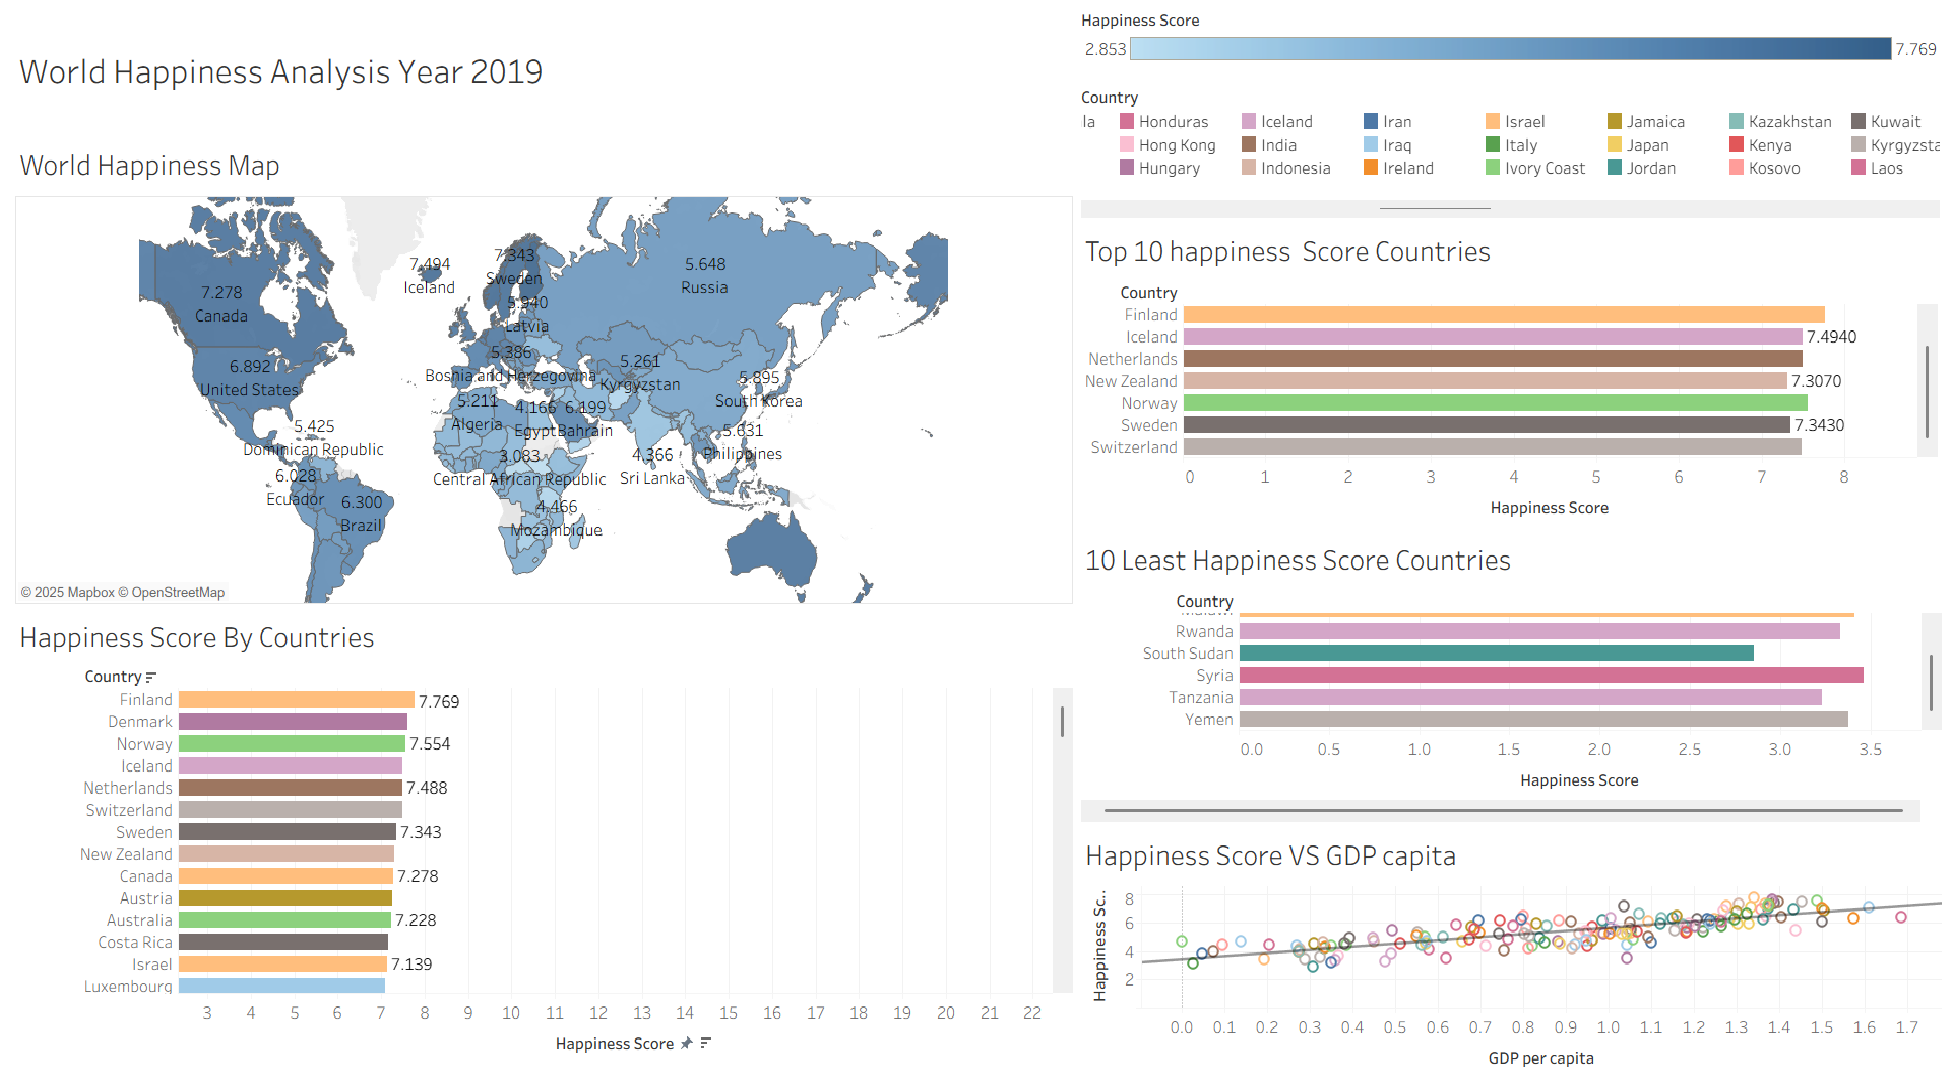 World Happiness Analysis Year 2019
Happiness Score
2.853
7.769
Country
la
Honduras
Iceland
Iran
Israel
Jamaica
Kazakhstan
Kuwait
Hong Kong
India
Iraq
Italy
Japan
Kenya
Kyrgyzsta
Hungary
Indonesia
Ireland
Ivory Coast
Jordan
Kosovo
Laos
World Happiness Map
7.278
Canada
6.892
United States
5.425
Dominican Republic
6.028
Ecuador
6.300
Brazil
7.494
Iceland
7.343
Sweden
5.940
Latvia
5.386
Bosnia and Herzegovina
5.211
Algeria
4.166
Egypt
6.199
Bahrain
3.083
Central African Republic
4.466
Mozambique
5.648
Russia
5.261
Kyrgyzstan
5.895
South Korea
5.631
Philippines
4.366
Sri Lanka
© 2025 Mapbox © OpenStreetMap
Top 10 happiness  Score Countries
Country
Finland
Iceland
7.4940
Netherlands
New Zealand
7.3070
Norway
Sweden
7.3430
Switzerland
0 1 2 3 4 5 6 7 8
Happiness Score
10 Least Happiness Score Countries
Country
Rwanda
South Sudan
Syria
Tanzania
Yemen
0.0 0.5 1.0 1.5 2.0 2.5 3.0 3.5
Happiness Score
Happiness Score By Countries
Country
Finland
7.769
Denmark
Norway
7.554
Iceland
Netherlands
7.488
Switzerland
Sweden
7.343
New Zealand
Canada
7.278
Austria
Australia
7.228
Costa Rica
Israel
7.139
Luxembourg
3 4 5 6 7 8 9 10 11 12 13 14 15 16 17 18 19 20 21 22
Happiness Score
Happiness Score VS GDP capita
Happiness Sc..
8
6
4
2
0.0 0.1 0.2 0.3 0.4 0.5 0.6 0.7 0.8 0.9 1.0 1.1 1.2 1.3 1.4 1.5 1.6 1.7
GDP per capita